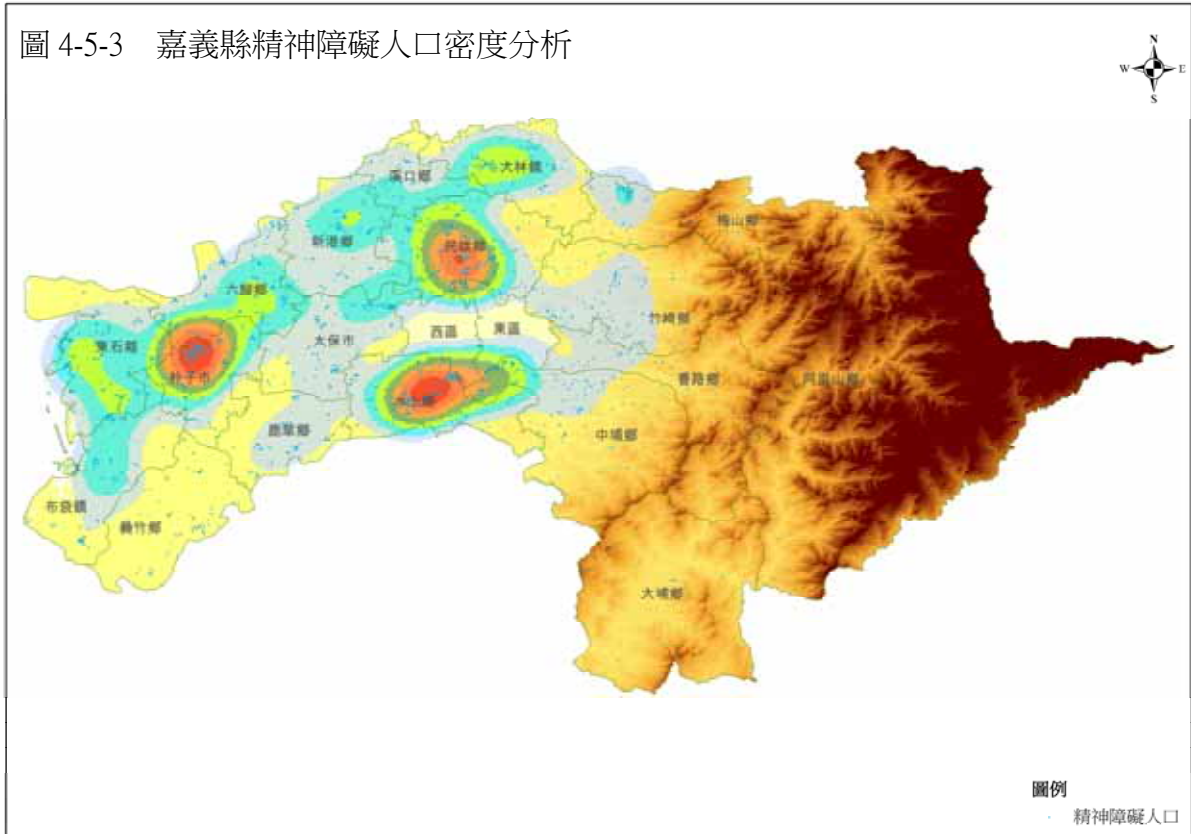 圖 4-5-3 嘉義縣精神障礙人口密度分析
N
W E
S
大林鎮
溪口鄉
梅山鄉
新港鄉
民雄鄉
六腳鄉
竹崎鄉
西區
東區
太保市
東石鄉
朴子市
番路鄉
阿里山鄉
水上鄉
鹿草鄉
中埔鄉
布袋鎮
義竹鄉
大埔鄉
圖例
精神障礙人口